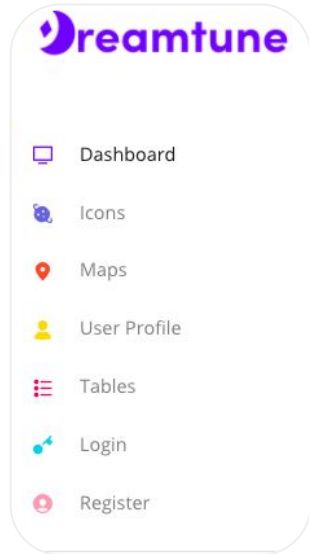 Dreamtune
Dashboard
Icons
Maps
User Profile
Tables
Login
Register